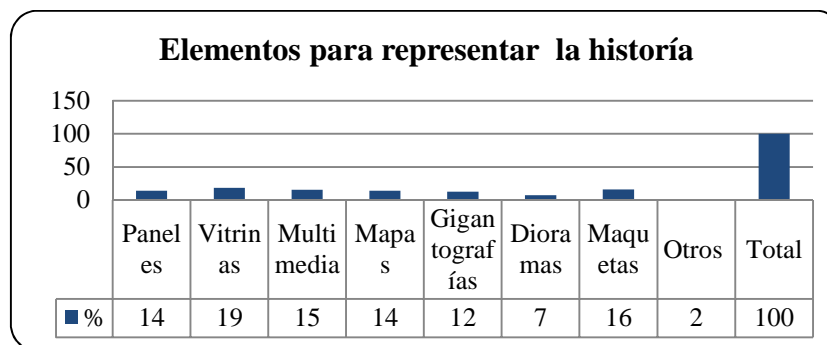 Elementos para representar la historía
150
100
50
0
Panel
es
Vitrin
as
Multi
media
Mapa
s
Gigan
tograf
ías
Diora
mas
Maqu
etas
Otros
Total
% 14 19 15 14 12 7 16 2 100